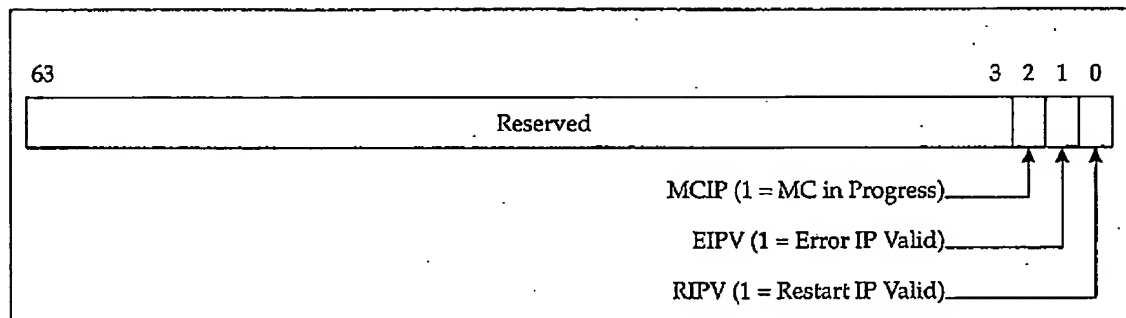 63 3 2 1 0
Reserved
MCIP (1 = MC in Progress)
EIPV (1 = Error IP Valid)
RIPV (1 = Restart IP Valid)